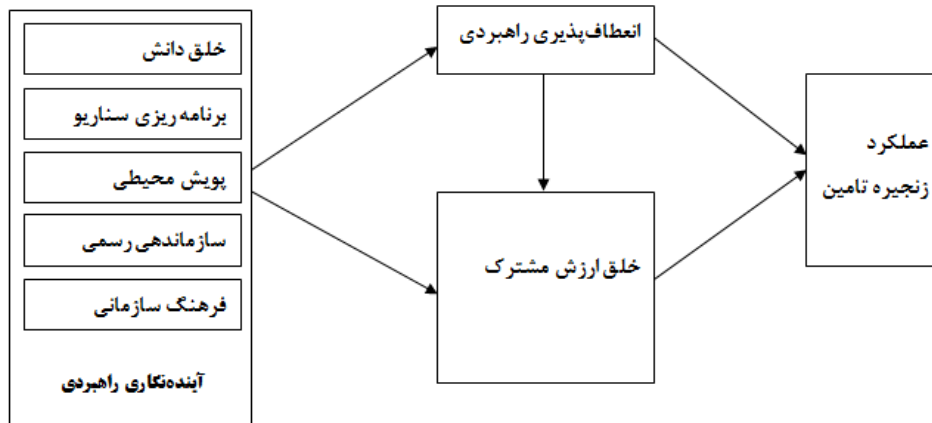 خلق دانش
برنامه ریزی سناریو
پویش محیطی
سازماندهی رسمی
فرهنگ سازمانی
آینده‌نگاری راهبردی
انعطاف‌پذیری راهبردی
خلق ارزش مشترک
عملکرد
زنجیره تامین